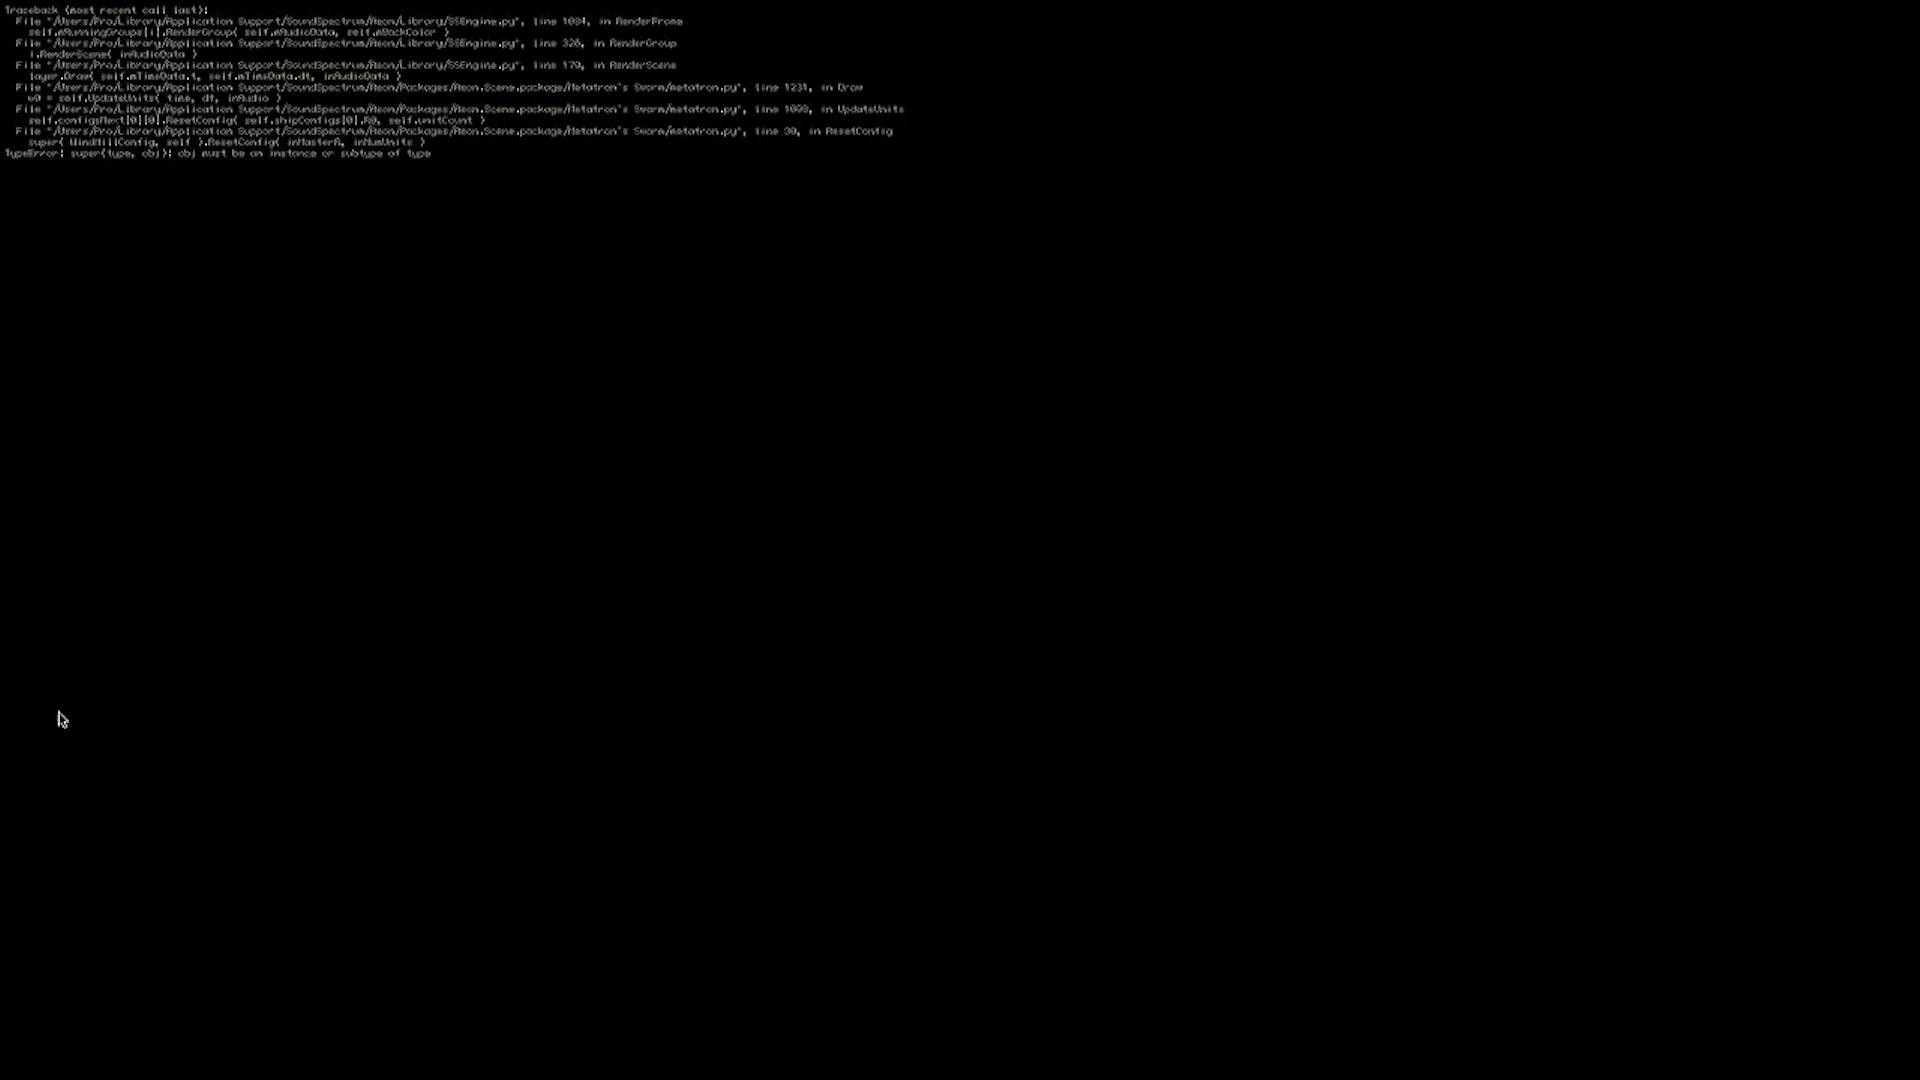 Traceback (most recent call last):
File "/Users/Pro/Library/Application Support/SoundSpectrum/Aeon/Library/SSEngine.py", line 1084, in RenderFrame
self.mRunningGroups[i].RenderGroup( self.mAudioData, self.mBackColor )
File "/Users/Pro/Library/Application Support/SoundSpectrum/Aeon/Library/SSEngine.py", line 328, in RenderGroup
i.RenderScene( inAudioData )
File "/Users/Pro/Library/Application Support/SoundSpectrum/Aeon/Library/SSEngine.py", line 179, in RenderScene
layer.Draw( self.mTimeData.t, self.mTimeData.dt, inAudioData )
File "/Users/Pro/Library/Application Support/SoundSpectrum/Aeon/Packages/Aeon.Scene.package/Metatron's Swarm/metatron.py", line 1231, in Draw
= self.UpdateUnits( time, dt, inAudio )
File "/Users/Pro/Library/Application Support/SoundSpectrum/Aeon/Packages/Aeon.Scene.package/Metatron's Swarm/metatron.py", line in UpdateUnits
self.configsNext[0][0].ResetConfig( self.shipConfigs[0].R0, self.unitCount )
File "/Users/Pro/Library/Application Support/SoundSpectrum/Aeon/Packages/Aeon.Scene.package/Metatron's Swarm/metatron.py", line in ResetConfig
super( WindMillConfig, self ).ResetConfig( inMasterR, inNumUnits )
TypeError: super(type, obj): obj must be an instance or subtype of type